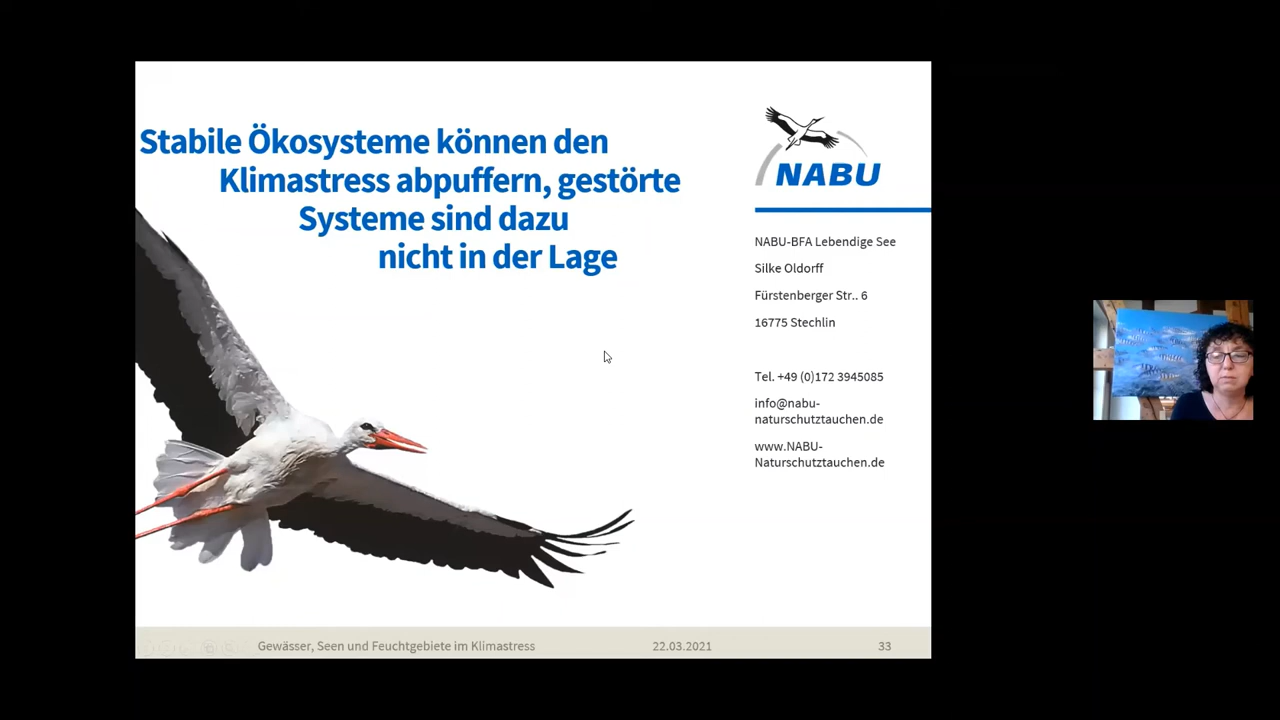 Stabile Ökosysteme können den
Klimastress abpuffern, gestörte
Systeme sind dazu
nicht in der Lage
NABU
NABU-BFA Lebendige See
Silke Oldorff
Fürstenberger Str.. 6
16775 Stechlin
Tel. +49 (0)172 3945085
info@nabu-
naturschutztauchen.de
www.NABU-
Naturschutztauchen.de
Gewässer, Seen und Feuchtgebiete im Klimastress
22.03.2021
33